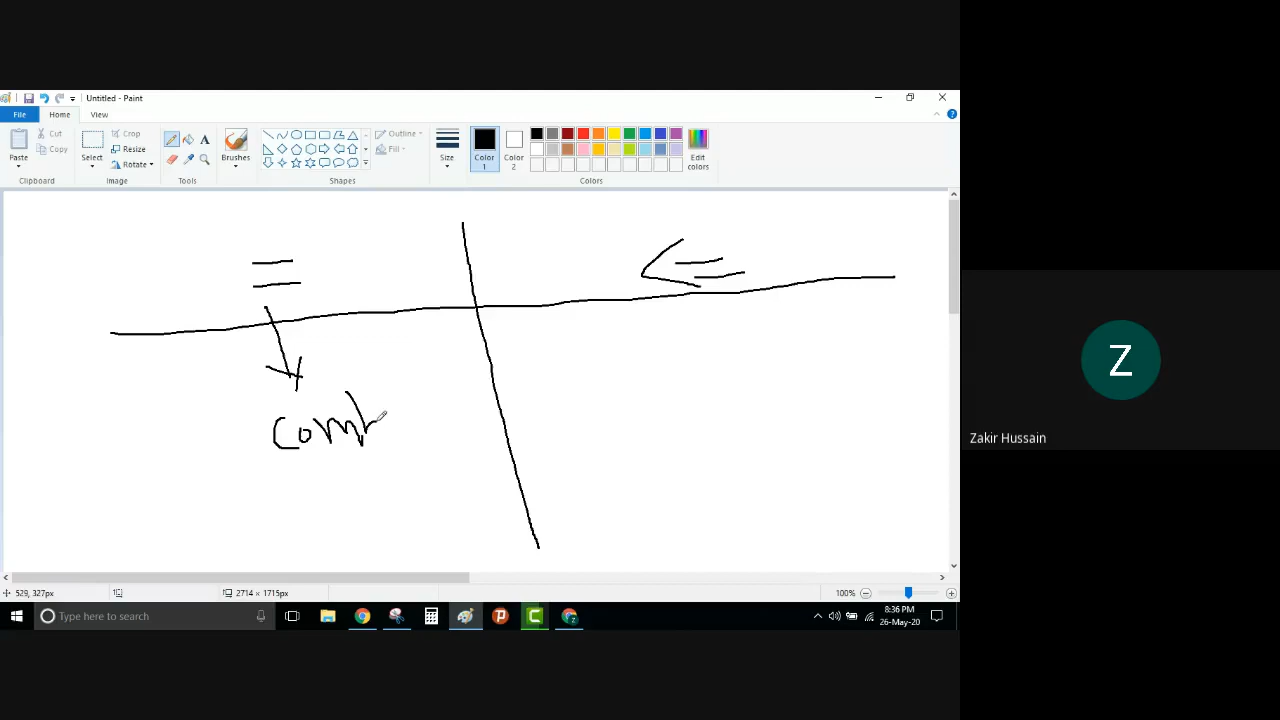 Untitled - Paint
File
Home
View
Paste
Cut
Copy
Clipboard
Select
Crop
Resize
Rotate
Image
Tools
Brushes
Outline
Fill
Shapes
Size
Color
1
Color
2
Edit
colors
Colors
=
<=
Com
Z
Zakir Hussain
529, 327px
2714 × 1715px
100%
Type here to search
8:36 PM
26-May-20